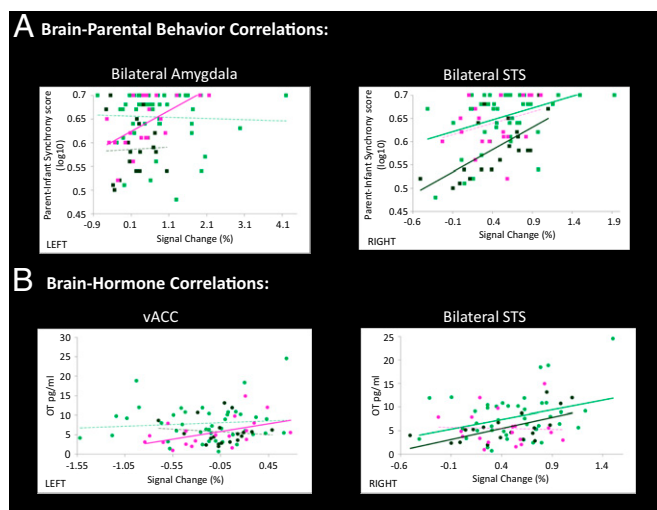 A Brain-Parental Behavior Correlations:
Bilateral Amygdala
Parent-Infant Synchrony score
(log10)
0.7
0.65
0.6
0.55
0.5
0.45
-0.9 0.1 1.1 2.1 3.1 4.1
LEFT Signal Change (%)
Bilateral STS
Parent-Infant Synchrony score
(log10)
0.7
0.65
0.6
0.55
0.5
0.45
-0.6 -0.1 0.4 0.9 1.4 1.9
RIGHT Signal Change (%)
B Brain-Hormone Correlations:
vACC
OT pg/ml
30
25
20
15
10
5
0
-1.55 -1.05 -0.55 -0.05 0.45
LEFT Signal Change (%)
Bilateral STS
OT pg/ml
25
20
15
10
5
0
-0.6 -0.1 0.4 0.9 1.4
RIGHT Signal Change (%)